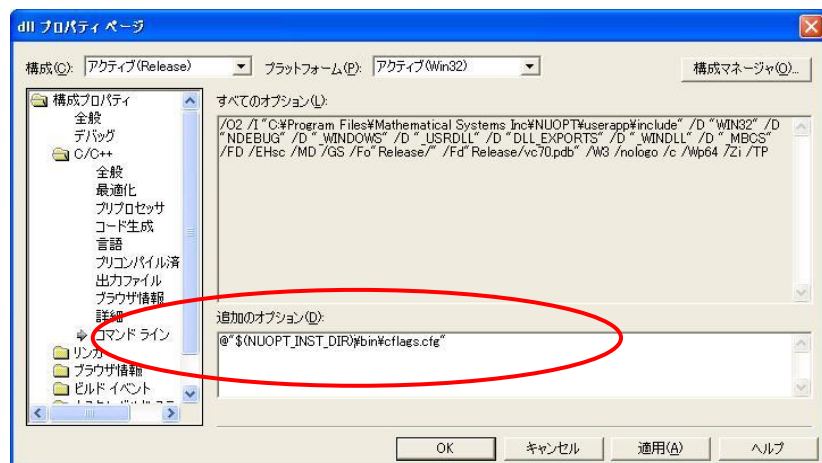 dll プロパティ ページ
構成(C): アクティブ(Release) プラットフォーム(P): アクティブ(Win32) 構成マネージャ(O)...
構成プロパティ
全般
デバッグ
C/C++
全般
最適化
プリプロセッサ
コード生成
言語
プリコンパイル済
出力ファイル
ブラウザ情報
詳細
コマンド ライン
リンカ
ブラウザ情報
ビルド イベント
すべてのオプション(L):
/O2 /I "C:¥Program Files¥Mathematical Systems Inc¥NUOPT¥userapp¥include" /D "WIN32" /D
"NDEBUG" /D "_WINDOWS" /D "_USRDLL" /D "DLL_EXPORTS" /D "_WINDLL" /D "_MBCS"
/FD /EHsc /MD /GS /Fo"Release/" /Fd"Release/vc70.pdb" /W3 /nologo /c /Wp64 /Zi /TP
追加のオプション(D):
@"$(NUOPT_INST_DIR)¥bin¥cflags.cfg"
OK キャンセル 適用(A) ヘルプ